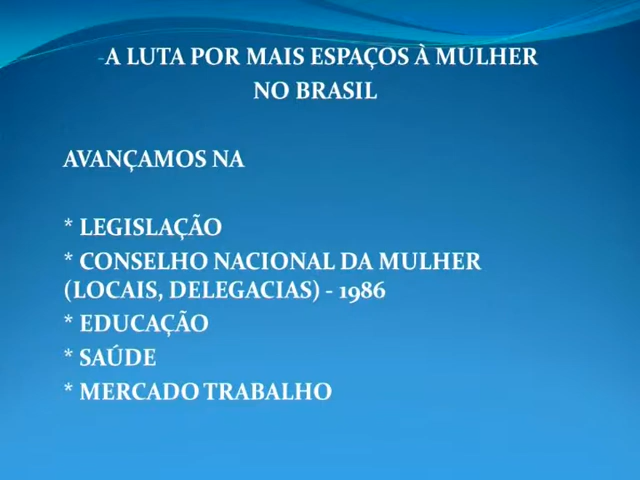 -A LUTA POR MAIS ESPAÇOS À MULHER
NO BRASIL
AVANÇAMOS NA
* LEGISLAÇÃO
* CONSELHO NACIONAL DA MULHER
(LOCAIS, DELEGACIAS) - 1986
* EDUCAÇÃO
* SAÚDE
* MERCADO TRABALHO